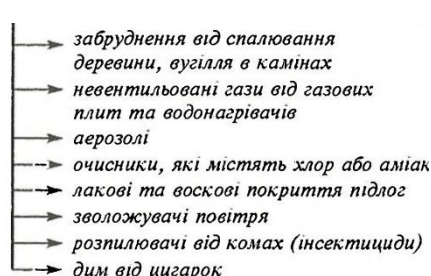 забруднення від спалювання
деревини, вугілля в камінах
невентильовані гази від газових
плит та водонагрівачів
аерозолі
очисники, які містять хлор або аміак
лакові та воскові покриття підлог
зволожувачі повітря
розпилювачі від комах (інсектициди)
дим від цигарок